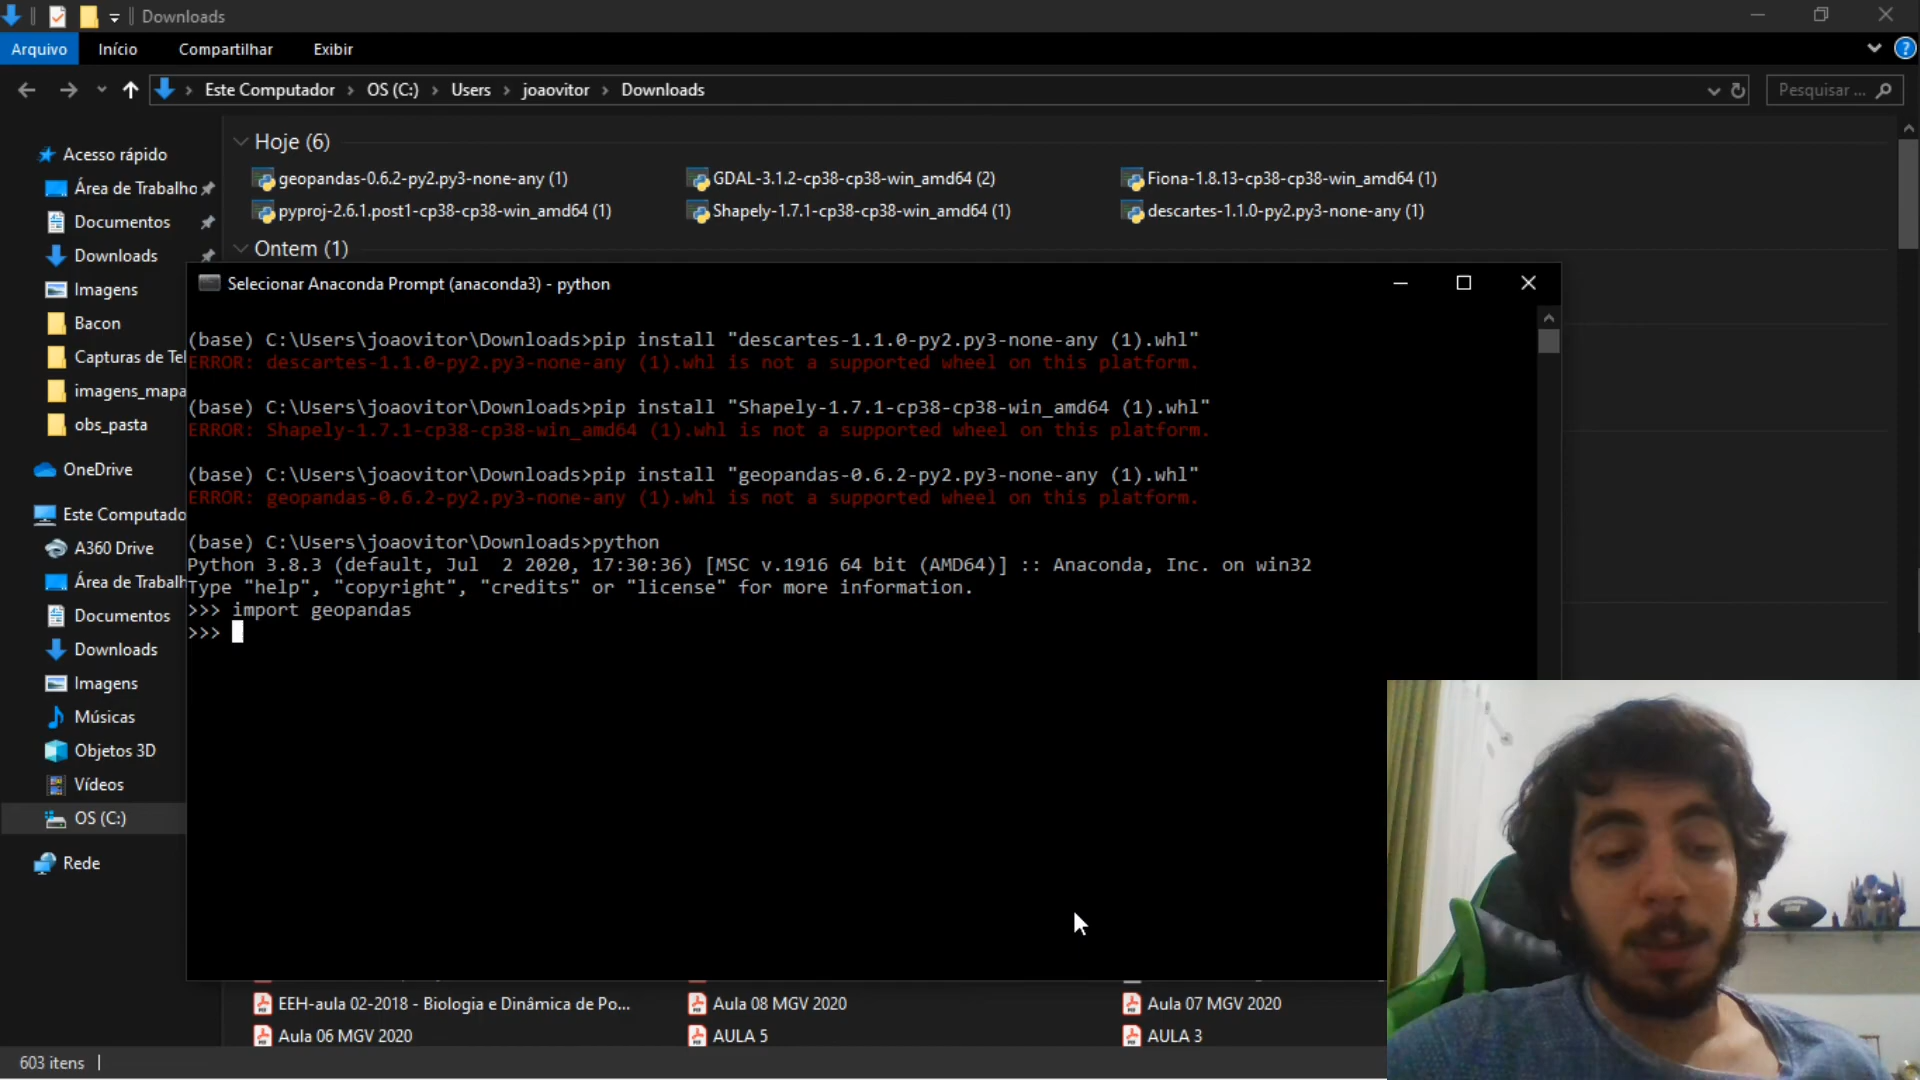 Downloads
Arquivo Início Compartilhar Exibir
Este Computador › OS (C:) › Users › joaovitor › Downloads
Pesquisar ...
Acesso rápido
Área de Trabalho
Documentos
Downloads
Imagens
Bacon
Capturas de Tel
imagens_mapa
obs_pasta
OneDrive
Este Computado
A360 Drive
Área de Trabalh
Documentos
Downloads
Imagens
Músicas
Objetos 3D
Vídeos
OS (C:)
Rede
Hoje (6)
geopandas-0.6.2-py2.py3-none-any (1) GDAL-3.1.2-cp38-cp38-win_amd64 (2) Fiona-1.8.13-cp38-cp38-win_amd64 (1)
pyproj-2.6.1.post1-cp38-cp38-win_amd64 (1) Shapely-1.7.1-cp38-cp38-win_amd64 (1) descartes-1.1.0-py2.py3-none-any (1)
Ontem (1)
Selecionar Anaconda Prompt (anaconda3) - python
(base) C:\Users\joaovitor\Downloads>pip install "descartes-1.1.0-py2.py3-none-any (1).whl"
ERROR: descartes-1.1.0-py2.py3-none-any (1).whl is not a supported wheel on this platform.
(base) C:\Users\joaovitor\Downloads>pip install "Shapely-1.7.1-cp38-cp38-win_amd64 (1).whl"
ERROR: Shapely-1.7.1-cp38-cp38-win_amd64 (1).whl is not a supported wheel on this platform.
(base) C:\Users\joaovitor\Downloads>pip install "geopandas-0.6.2-py2.py3-none-any (1).whl"
ERROR: geopandas-0.6.2-py2.py3-none-any (1).whl is not a supported wheel on this platform.
(base) C:\Users\joaovitor\Downloads>python
Python 3.8.3 (default, Jul  2 2020, 17:30:36) [MSC v.1916 64 bit (AMD64)] :: Anaconda, Inc. on win32
Type "help", "copyright", "credits" or "license" for more information.
>>> import geopandas
>>>
EEH-aula 02-2018 - Biologia e Dinâmica de Po... Aula 08 MGV 2020 Aula 07 MGV 2020
Aula 06 MGV 2020 AULA 5 AULA 3
603 itens